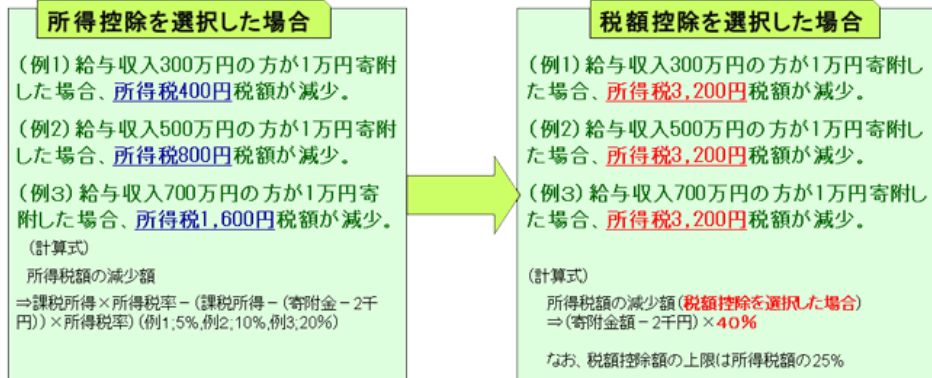 所得控除を選択した場合
(例1)給与収入300万円の方が1万円寄附
した場合、所得税400円税額が減少。
(例2)給与収入500万円の方が1万円寄附
した場合、所得税800円税額が減少。
(例3)給与収入700万円の方が1万円寄
附した場合、所得税1,600円税額が減少。
(計算式)
所得税額の減少額
⇒課税所得×所得税率-(課税所得-(寄附金-2千
円))×所得税率)(例1;5%,例2;10%,例3;20%)
税額控除を選択した場合
(例1)給与収入300万円の方が1万円寄附し
た場合、所得税3,200円税額が減少。
(例2)給与収入500万円の方が1万円寄附し
た場合、所得税3,200円税額が減少。
(例3)給与収入700万円の方が1万円寄附し
た場合、所得税3,200円税額が減少。
(計算式)
所得税額の減少額(税額控除を選択した場合)
⇒(寄附金額-2千円)×40%
なお、税額控除額の上限は所得税額の25%